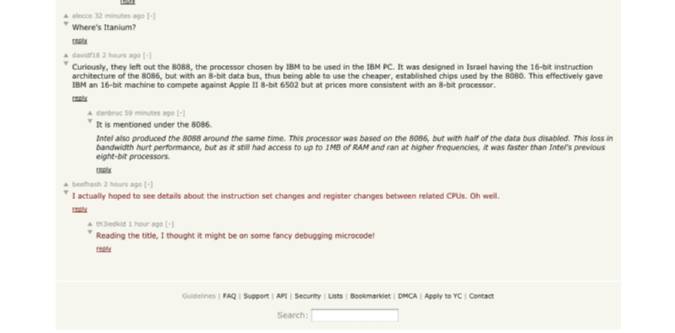 reply
alecco 32 minutes ago [-]
Where's Itanium?
reply
davidf18 2 hours ago [-]
Curiously, they left out the 8088, the processor chosen by IBM to be used in the IBM PC. It was designed in Israel having the 16-bit instruction
architecture of the 8086, but with an 8-bit data bus, thus being able to use the cheaper, established chips used by the 8080. This effectively gave
IBM an 16-bit machine to compete against Apple II 8-bit 6502 but at prices more consistent with an 8-bit processor.
reply
danbruc 59 minutes ago [-]
It is mentioned under the 8086.
Intel also produced the 8088 around the same time. This processor was based on the 8086, but with half of the data bus disabled. This loss in
bandwidth hurt performance, but as it still had access to up to 1MB of RAM and ran at higher frequencies, it was faster than Intel's previous
eight-bit processors.
reply
2 hours ago [-]
I actually hoped to see details about the instruction set changes and register changes between related CPUs. Oh well.
reply
th3iedkid 1 hour ago [-]
Reading the title, I thought it might be on some fancy debugging microcode!
reply
Guidelines | FAQ | Support | API | Security | Lists | Bookmarklet | DMCA | Apply to YC | Contact
Search: